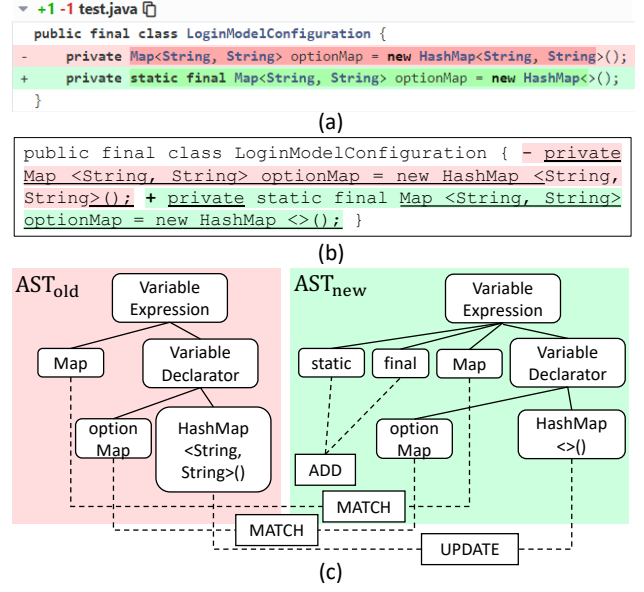 +1 -1 test.java
public final class LoginModelConfiguration {
- private Map<String, String> optionMap = new HashMap<String, String>();
+ private static final Map<String, String> optionMap = new HashMap<>();
}
(a)
public final class LoginModelConfiguration { - private
Map <String, String> optionMap = new HashMap <String,
String>(); + private static final Map <String, String>
optionMap = new HashMap <>(); }
(b)
ASTold
Variable
Expression
Map
Variable
Declarator
option
Map
HashMap
<String,
String>()
ASTnew
Variable
Expression
static
final
Map
Variable
Declarator
option
Map
HashMap
<>()
ADD
MATCH
MATCH
UPDATE
(c)